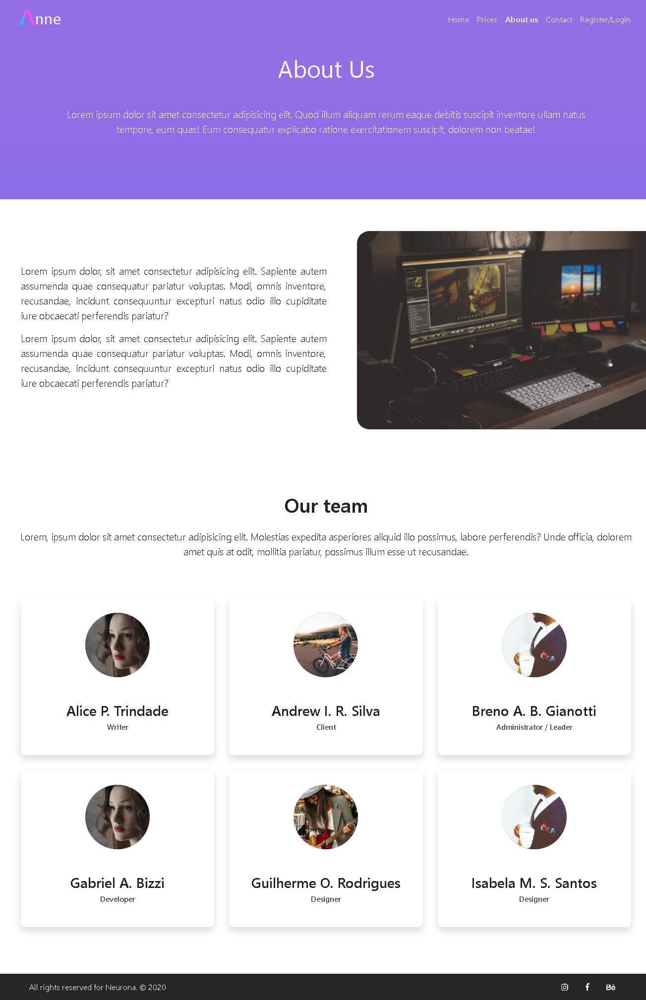 Anne
Home Prices About us Contact Register/Login
About Us
Lorem ipsum dolor sit amet consectetur adipisicing elit. Quod illum aliquam rerum eaque debitis suscipit inventore ullam natus
tempore, eum quas! Eum consequatur explicabo ratione exercitationem suscipit, dolorem non beatae!
Lorem ipsum dolor, sit amet consectetur adipisicing elit. Sapiente autem
assumenda quae consequatur pariatur voluptas. Modi, omnis inventore,
recusandae, incidunt consequuntur excepturi natus odio illo cupiditate
iure obcaecati perferendis pariatur?
Lorem ipsum dolor, sit amet consectetur adipisicing elit. Sapiente autem
assumenda quae consequatur pariatur voluptas. Modi, omnis inventore,
recusandae, incidunt consequuntur excepturi natus odio illo cupiditate
iure obcaecati perferendis pariatur?
Our team
Lorem, ipsum dolor sit amet consectetur adipisicing elit. Molestias expedita asperiores aliquid illo possimus, labore perferendis? Unde officia, dolorem
amet quis at odit, mollitia pariatur, possimus illum esse ut recusandae.
Alice P. Trindade
Writer
Andrew I. R. Silva
Client
Breno A. B. Gianotti
Administrator / Leader
Gabriel A. Bizzi
Developer
Guilherme O. Rodrigues
Designer
Isabela M. S. Santos
Designer
All rights reserved for Neurona. © 2020